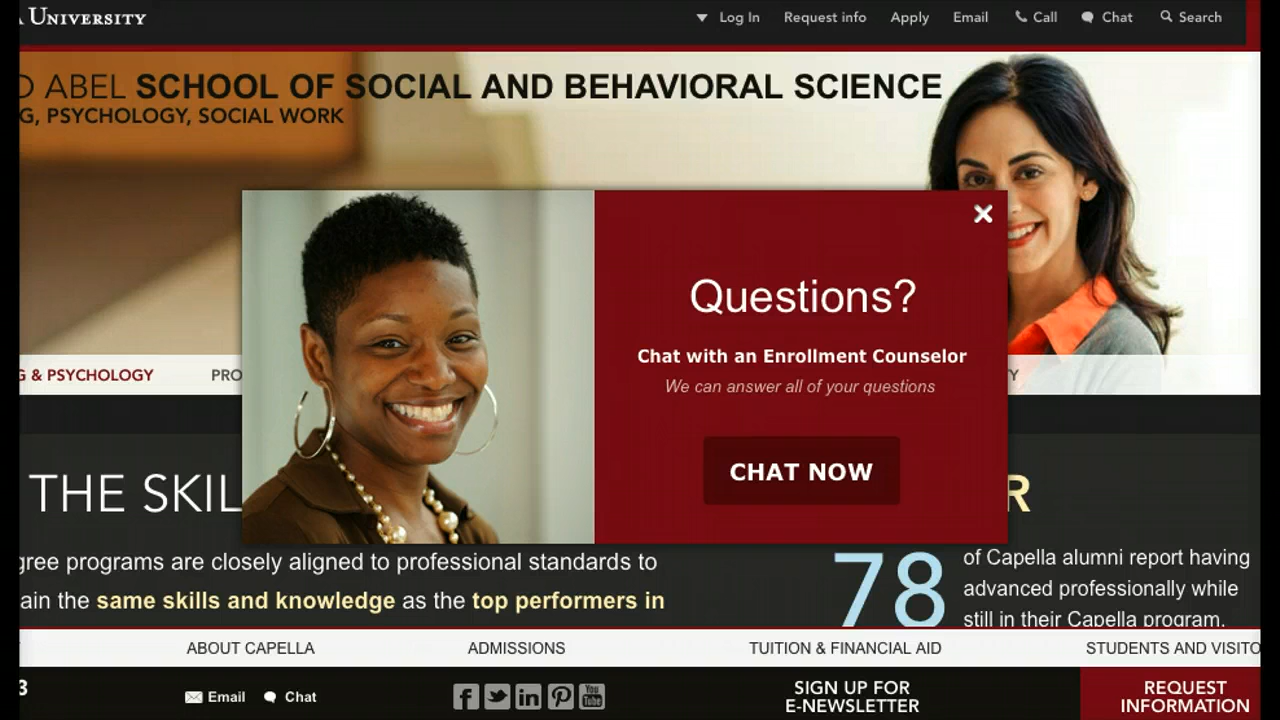 UNIVERSITY
Log In Request info Apply Email Call Chat Search
ABEL SCHOOL OF SOCIAL AND BEHAVIORAL SCIENCE
G, PSYCHOLOGY, SOCIAL WORK
Questions?
Chat with an Enrollment Counselor
We can answer all of your questions
G & PSYCHOLOGY PRO
CHAT NOW
THE SKIL
gree programs are closely aligned to professional standards to
ain the same skills and knowledge as the top performers in
R
78
of Capella alumni report having
advanced professionally while
still in their Capella program.
ABOUT CAPELLA ADMISSIONS TUITION & FINANCIAL AID STUDENTS AND VISITO
3 Email Chat
You Tube
SIGN UP FOR
E-NEWSLETTER
REQUEST
INFORMATION